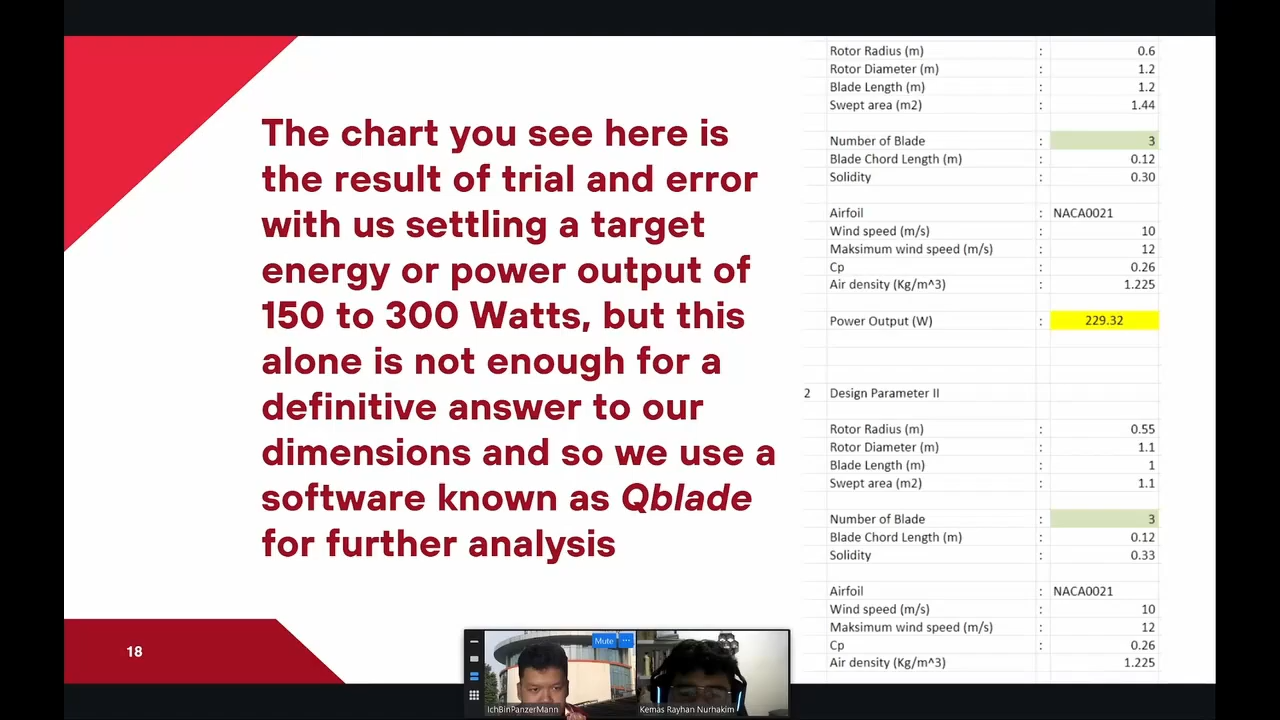 The chart you see here is
the result of trial and error
with us settling a target
energy or power output of
150 to 300 Watts, but this
alone is not enough for a
definitive answer to our
dimensions and so we use a
software known as Qblade
for further analysis
18
Rotor Radius (m) : 0.6
Rotor Diameter (m) : 1.2
Blade Length (m) : 1.2
Swept area (m2) : 1.44
Number of Blade : 3
Blade Chord Length (m) : 0.12
Solidity : 0.30
Airfoil : NACA0021
Wind speed (m/s) : 10
Maksimum wind speed (m/s) : 12
Cp : 0.26
Air density (Kg/m^3) : 1.225
Power Output (W) : 229.32
2 Design Parameter II
Rotor Radius (m) : 0.55
Rotor Diameter (m) : 1.1
Blade Length (m) : 1
Swept area (m2) : 1.1
Number of Blade : 3
Blade Chord Length (m) : 0.12
Solidity : 0.33
Airfoil : NACA0021
Wind speed (m/s) : 10
Maksimum wind speed (m/s) : 12
Cp : 0.26
Air density (Kg/m^3) : 1.225
Mute ...
IchBinPanzerMann
Kemas Rayhan Nurhakim